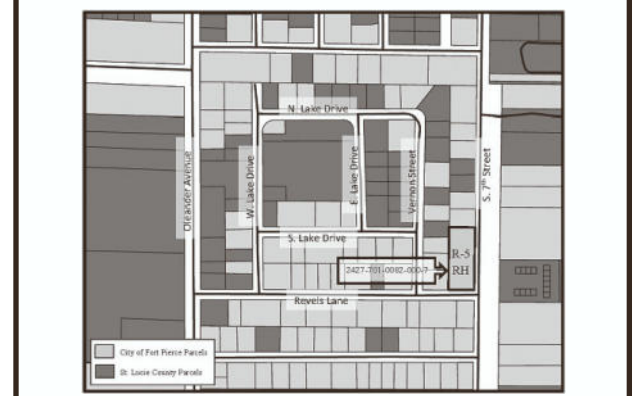 N. Lake Drive
Oleander Avenue
W. Lake Drive
E. Lake Drive
Vernon Street
S. 7th Street
S. Lake Drive
R-5
RH
2427-701-0082-000-7
Revels Lane
City of Fort Pierce Parcels
St. Lucie County Parcels